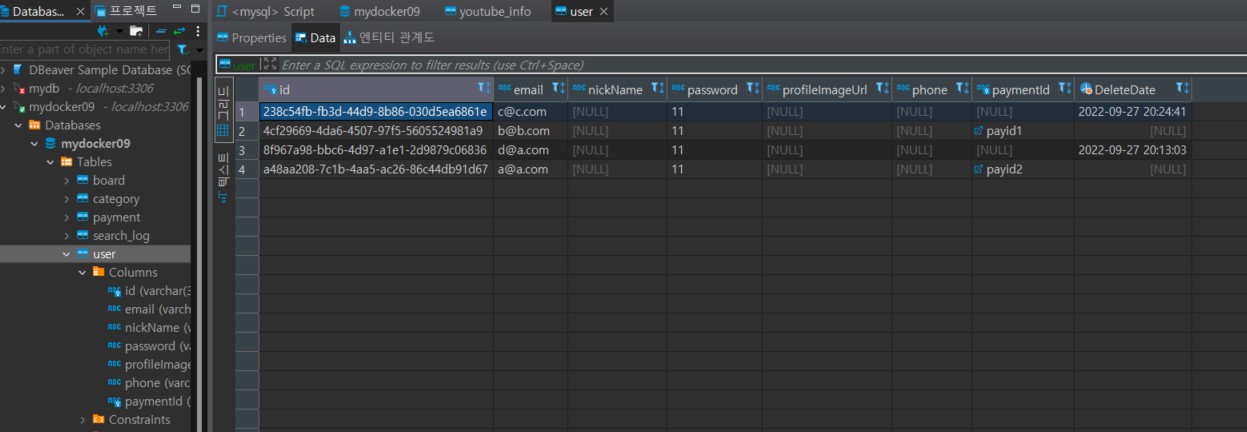 Databas...
프로젝트
<mysql> Script
mydocker09
youtube_info
user
Properties
Data
엔티티 관계도
Enter a part of object name her
user
Enter a SQL expression to filter results (use Ctrl+Space)
DBeaver Sample Database (SQ
mydb - localhost:3306
mydocker09 - localhost:3306
Databases
mydocker09
Tables
board
category
payment
search_log
user
Columns
id (varchar(3
email (varch
nickName (v
password (va
profileImage
phone (varc
paymentId (
Constraints
그리드
텍스트
id email nickName password profileImageUrl phone paymentId DeleteDate
1 238c54fb-fb3d-44d9-8b86-030d5ea6861e c@c.com [NULL] 11 [NULL] [NULL] [NULL] 2022-09-27 20:24:41
2 4cf29669-4da6-4507-97f5-5605524981a9 b@b.com [NULL] 11 [NULL] [NULL] payid1 [NULL]
3 8f967a98-bbc6-4d97-a1e1-2d9879c06836 d@a.com [NULL] 11 [NULL] [NULL] [NULL] 2022-09-27 20:13:03
4 a48aa208-7c1b-4aa5-ac26-86c44db91d67 a@a.com [NULL] 11 [NULL] [NULL] payid2 [NULL]